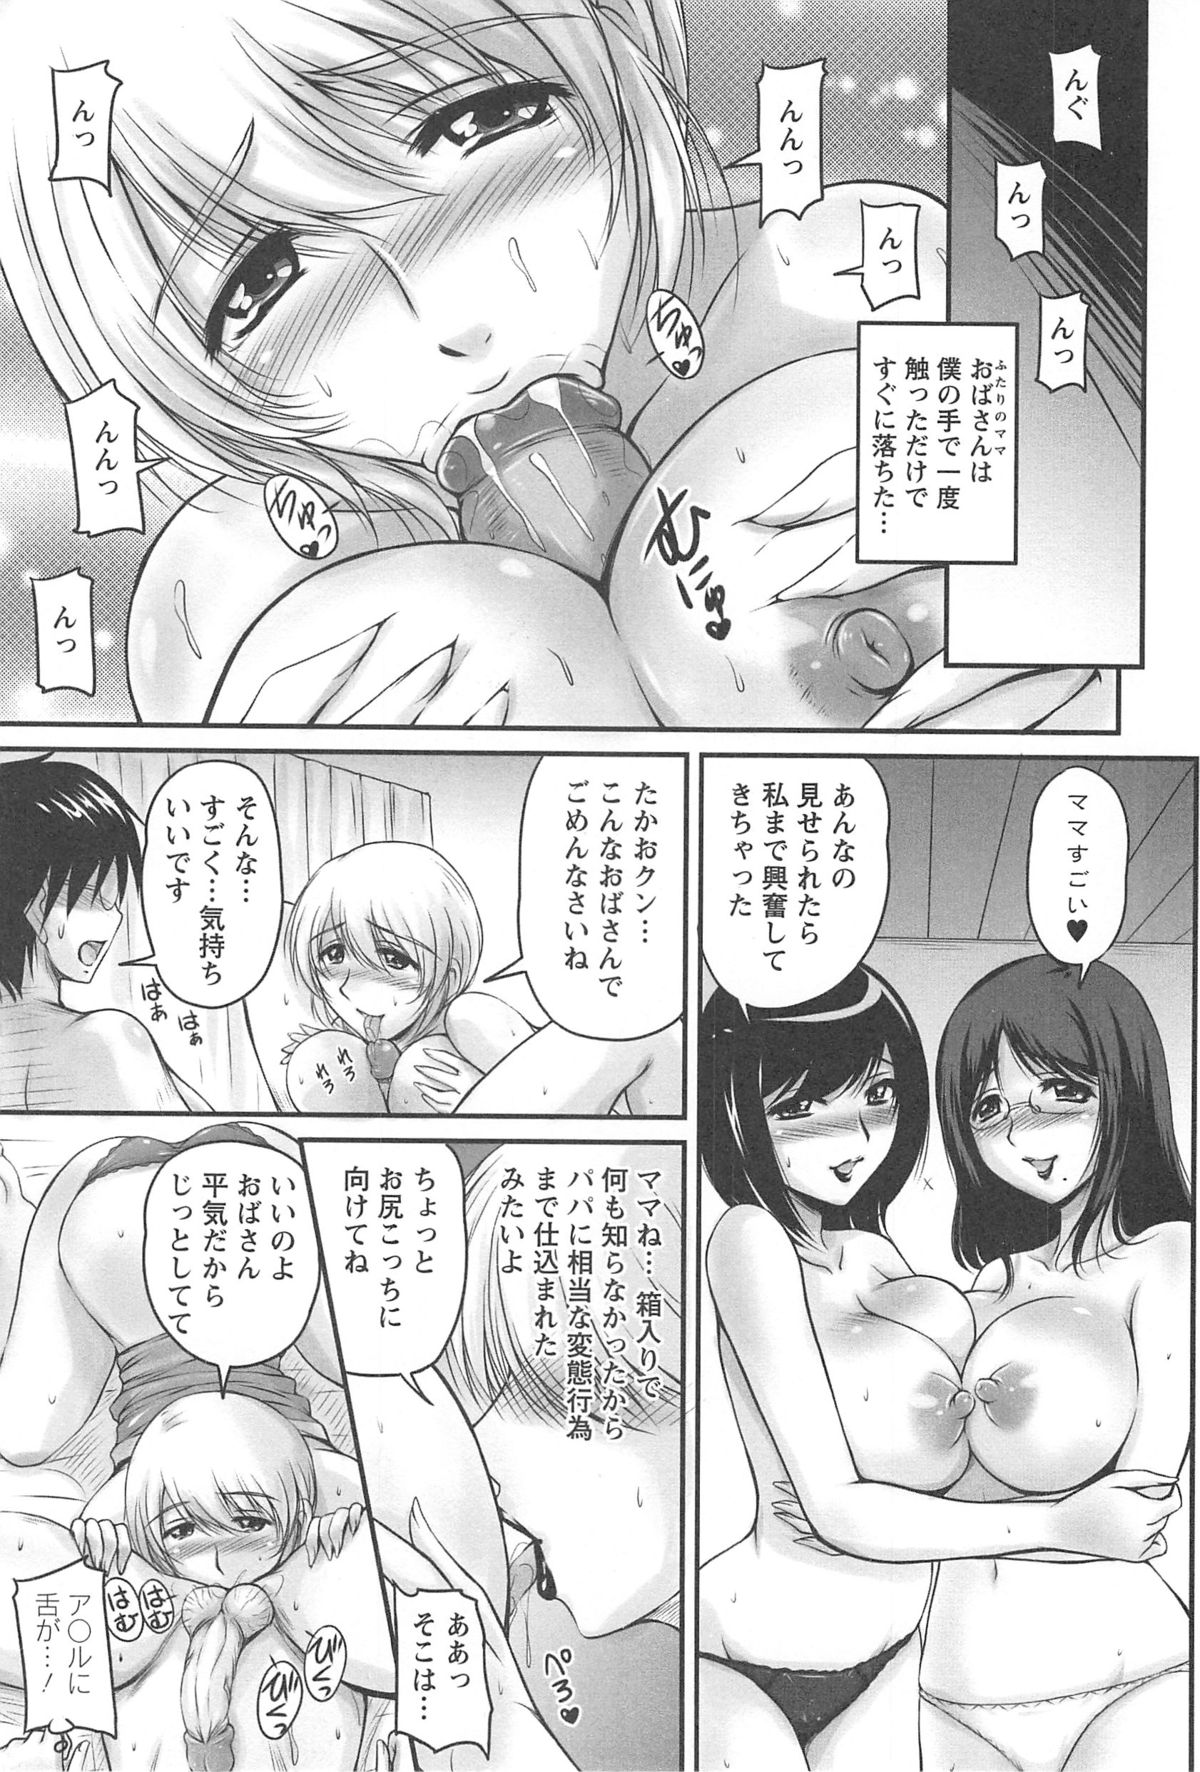 んぐ
んっ
んっ
おばさんは
ふたりのママ
僕の手で一度
触っただけで
すぐに落ちた…
んんっ
んっ
んっ
んんっ
んっ
ちゅっ♥
ちゅっ♥
むにゅ♥
ママすごい♥
あんなの
見せられたら
私まで興奮して
きちゃった
たかおクン…
こんなおばさんで
ごめんなさいね
そんな…
すごく…気持ち
いいです
はぁ
はぁ
れろ
れろ
ママね…箱入りで
何も知らなかったから
パパに相当な変態行為
まで仕込まれた
みたいよ
ちょっと
お尻こっちに
向けてね
ああっ
そこは…
ぺろ♥
いいのよ
おばさん
平気だから
じっとしてて
はむ
はむ
びくっ
びくっ
ア○ルに
舌が…！